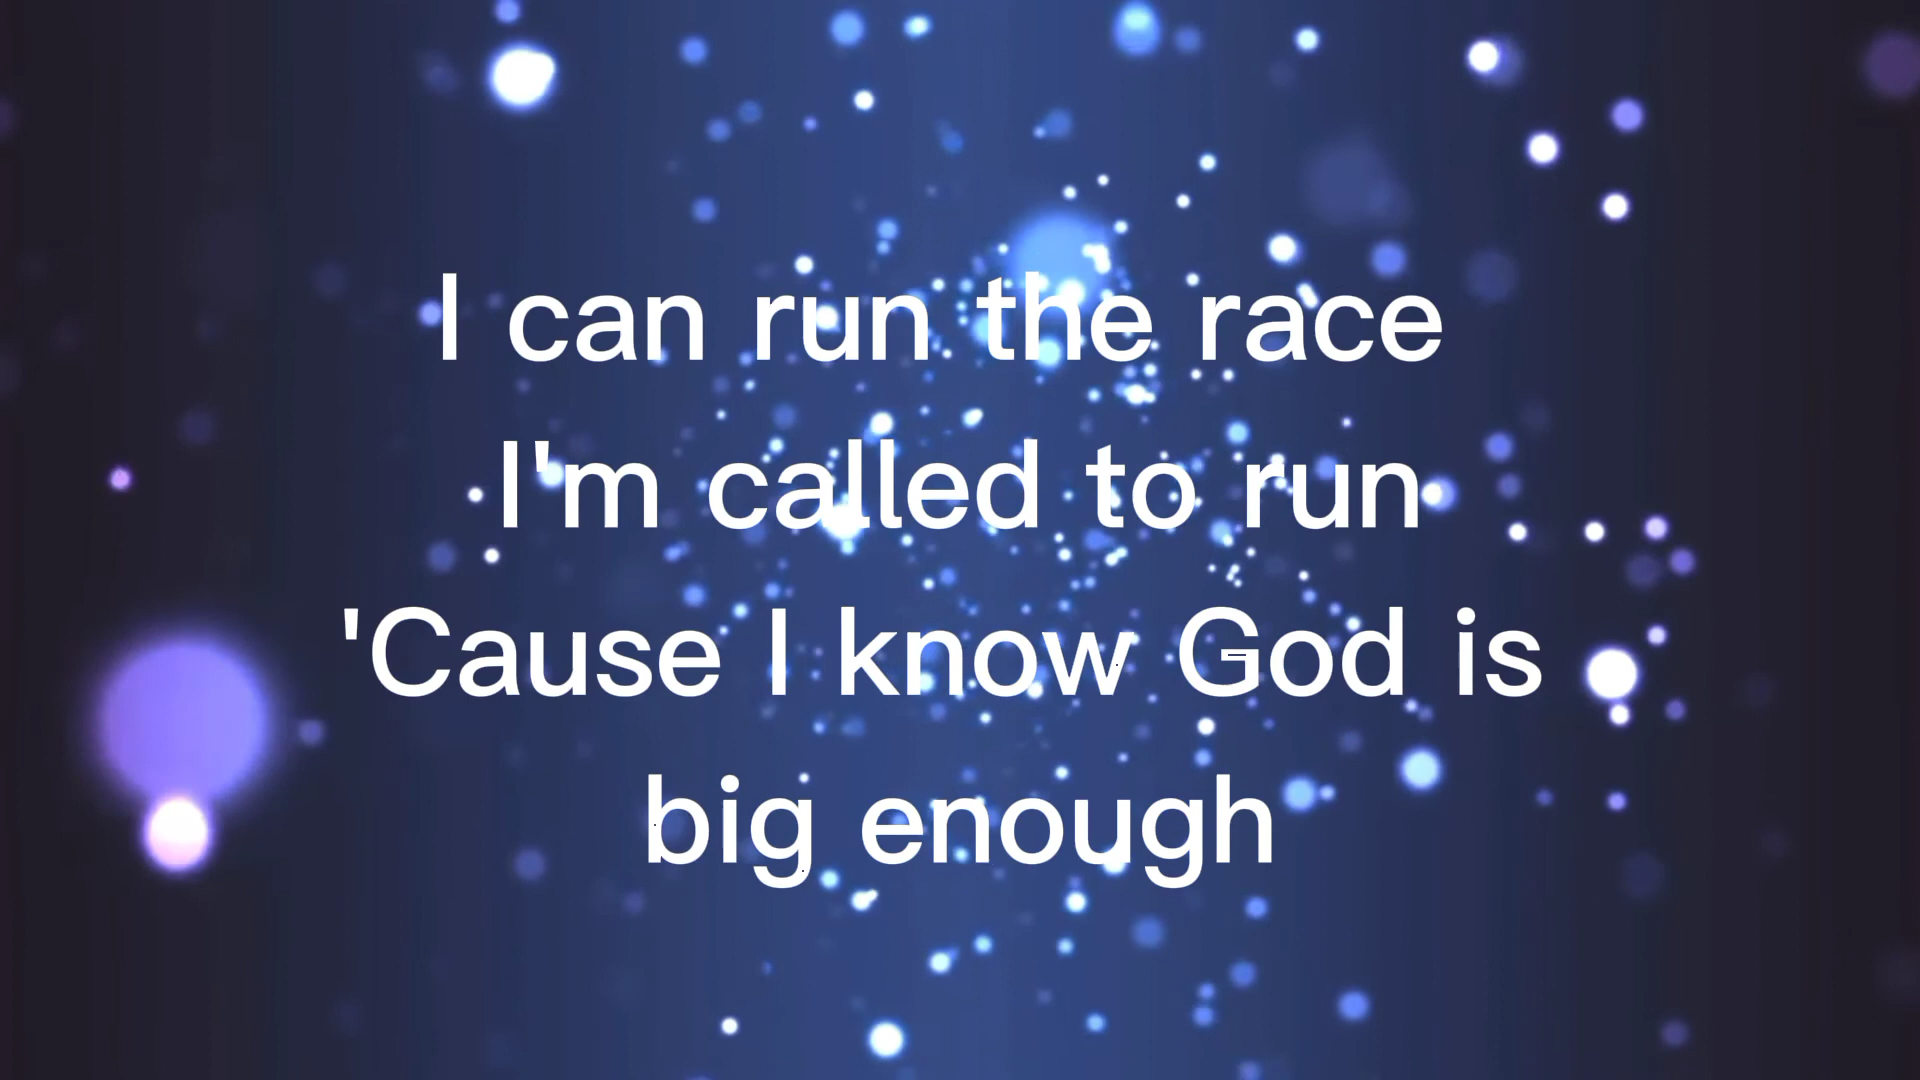 I can run the race
I'm called to run
'Cause I know God is
big enough